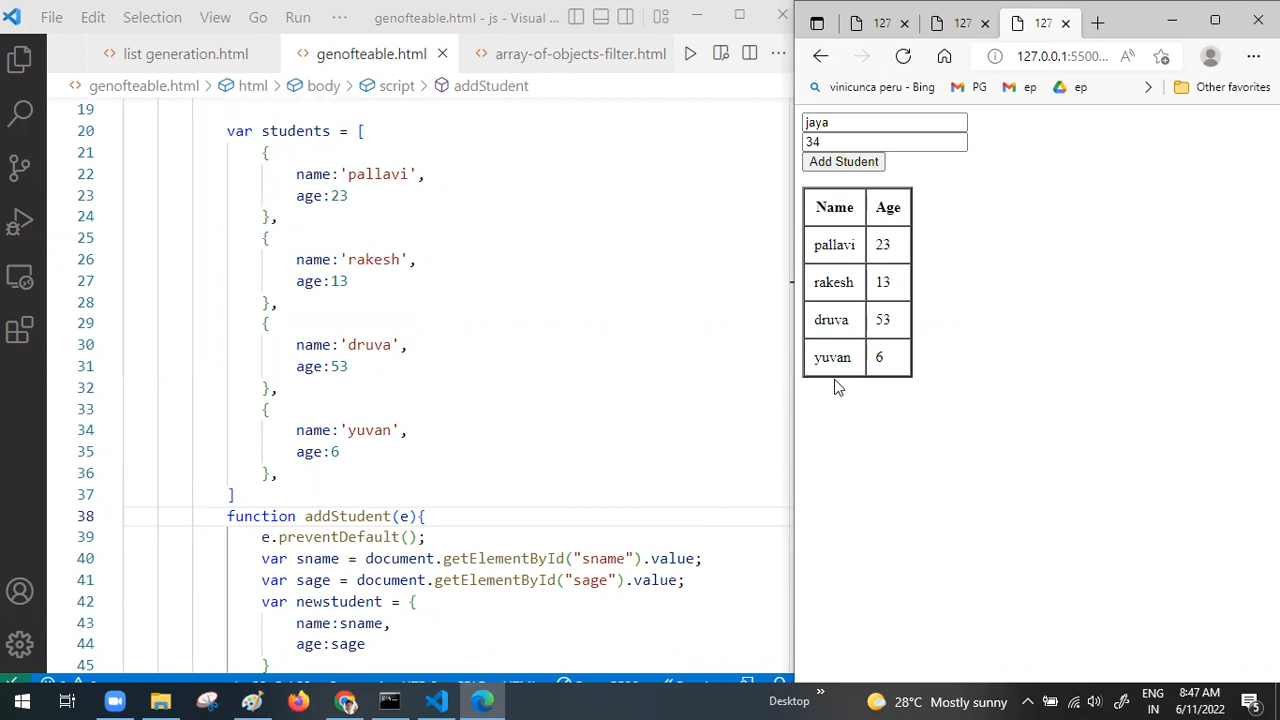 File Edit Selection View Go Run ··· genofteable.html - js - Visual ...
list generation.html genofteable.html array-of-objects-filter.html ···
genofteable.html > html > body > script > addStudent
19
20 var students = [
21 {
22 name:'pallavi',
23 age:23
24 },
25 {
26 name:'rakesh',
27 age:13
28 },
29 {
30 name:'druva',
31 age:53
32 },
33 {
34 name:'yuvan',
35 age:6
36 },
37 ]
38 function addStudent(e){
39 e.preventDefault();
40 var sname = document.getElementById("sname").value;
41 var sage = document.getElementById("sage").value;
42 var newstudent = {
43 name:sname,
44 age:sage
45 }
127 127 127
127.0.0.1:5500...
vinicunca peru - Bing PG ep ep Other favorites
jaya
34
Add Student
Name Age
pallavi 23
rakesh 13
druva 53
yuvan 6
Desktop 28°C Mostly sunny ENG IN 8:47 AM 6/11/2022 5